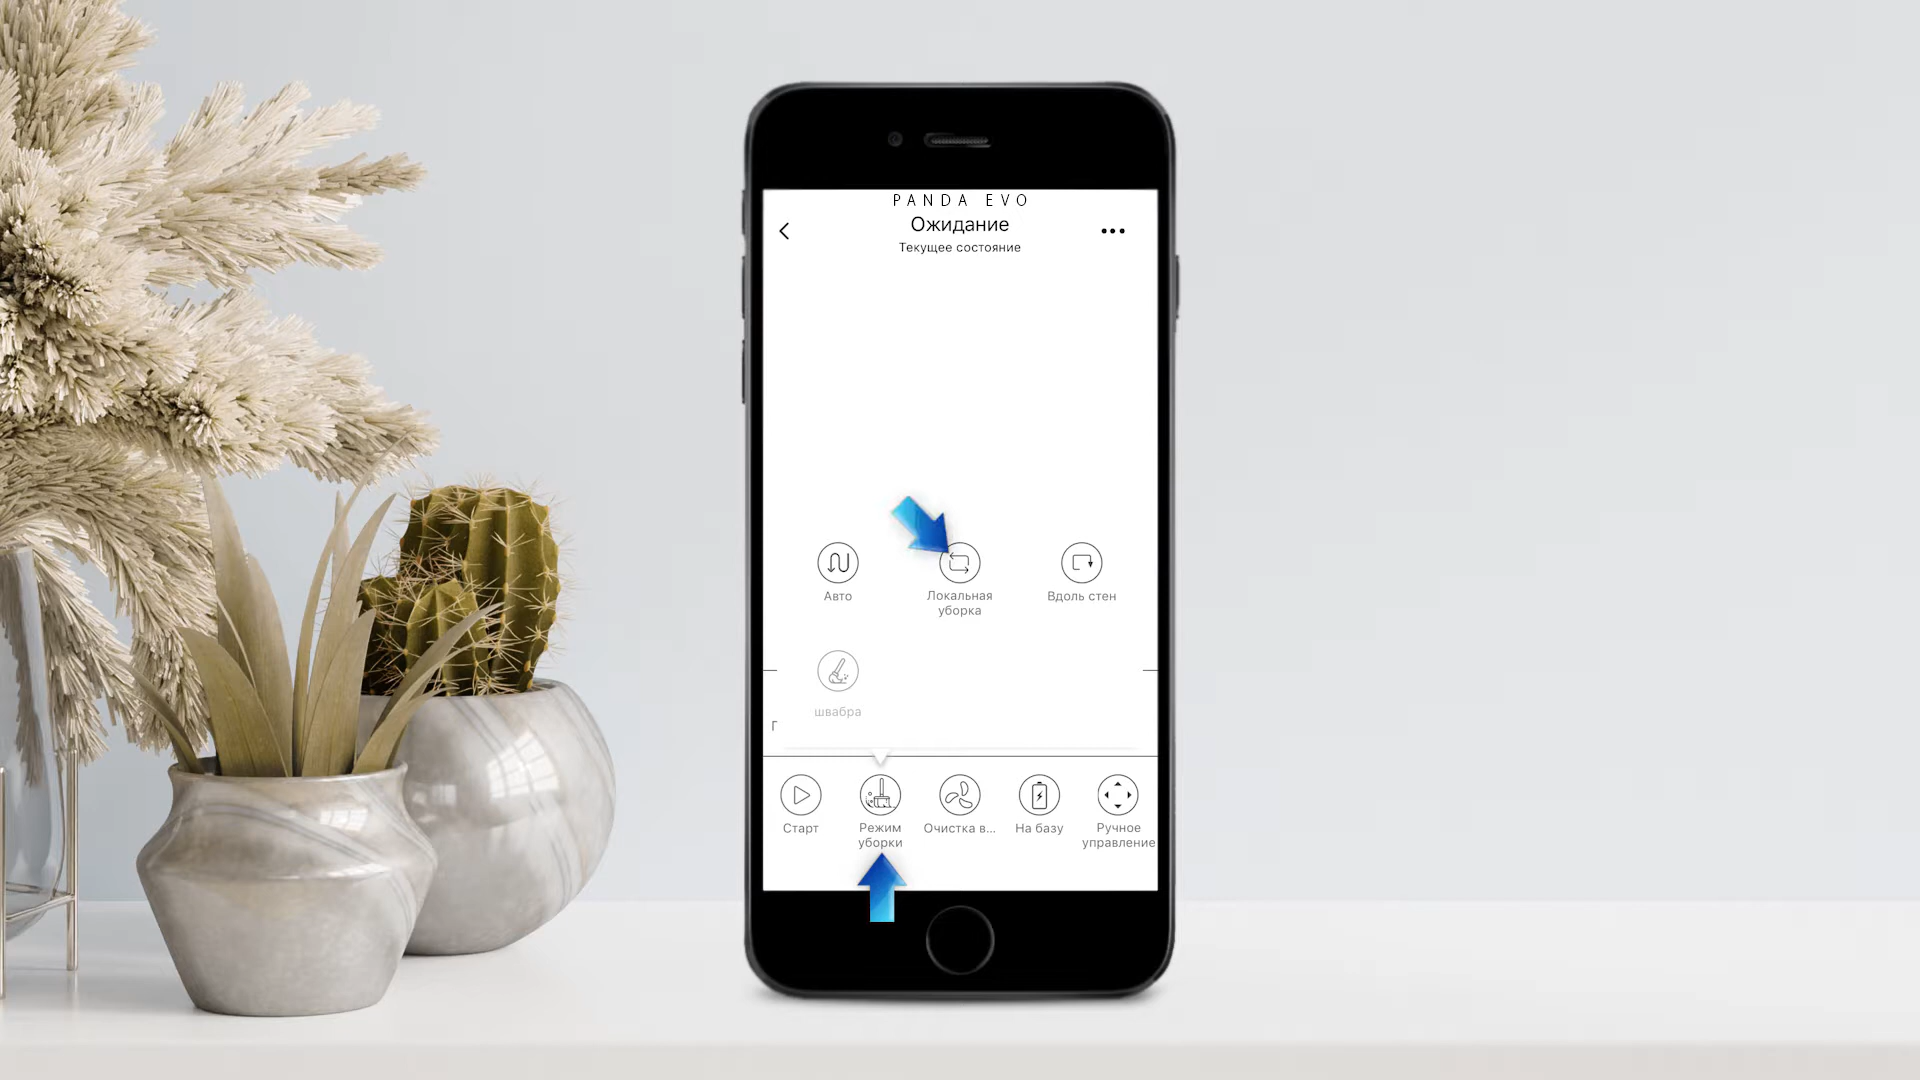 PANDA EVO
Ожидание
Текущее состояние
Авто
Локальная
уборка
Вдоль стен
швабра
Г
Старт
Режим
уборки
Очистка в...
На базу
Ручное
управление